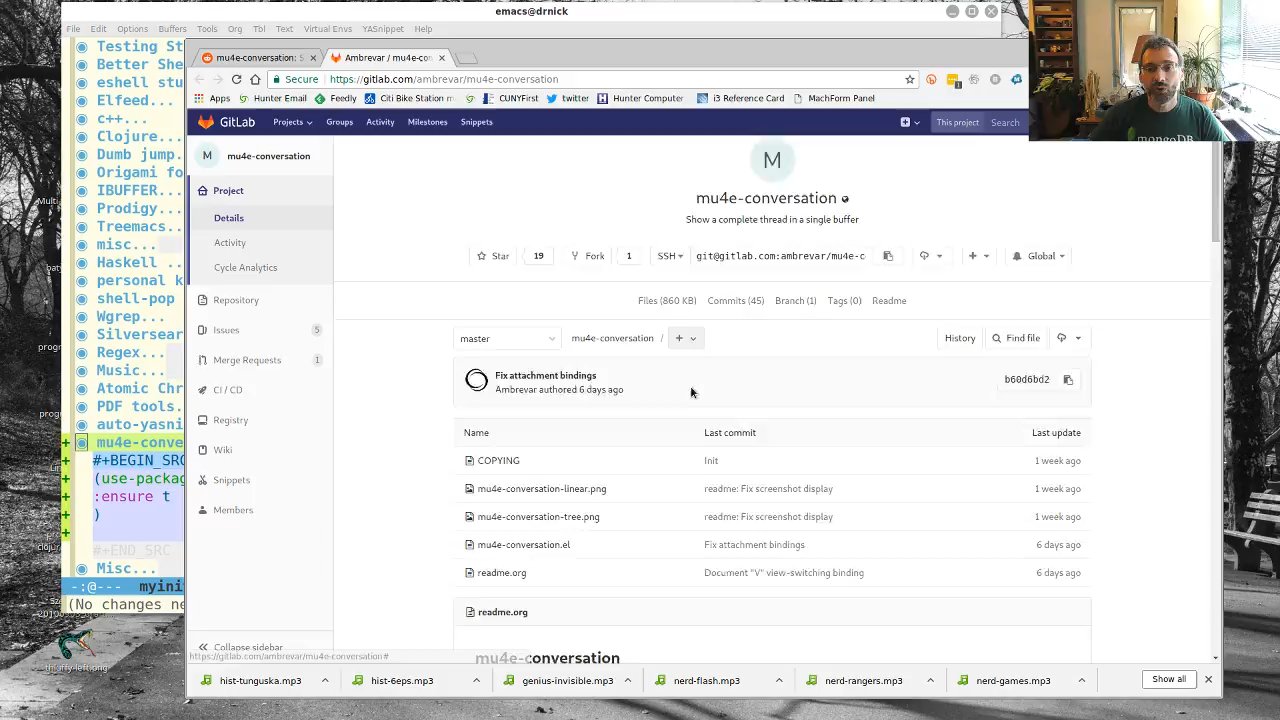 emacs@drnick
File Edit Options Buffers Tools Org Tbl Text Virtual Envs YASnippet Help
Testing St
Better She
eshell stu
Elfeed...
c++...
Clojure...
Dumb jump.
Origami fo
IBUFFER...
Prodigy...
Treemacs..
misc...
Haskell ..
personal k
shell-pop
Wgrep...
Silversear
Regex...
Music...
Atomic Chr
PDF tools.
auto-yasni
mu4e-conve
#+BEGIN_SRC
(use-packag
:ensure t
)
#+END_SRC
Misc...
-:@--- myini
(No changes ne
thluffy-left.png
mu4e-conversation; S
Ambrevar / mu4e-con
Secure https://gitlab.com/ambrevar/mu4e-conversation
Apps Hunter Email Feedly Citi Bike Station m CUNYFirst twitter Hunter Computer i3 Reference Card MachForm Panel
GitLab Projects Groups Activity Milestones Snippets This project Search
M mu4e-conversation
Project
Details
Activity
Cycle Analytics
Repository
Issues 5
Merge Requests 1
CI / CD
Registry
Wiki
Snippets
Members
Collapse sidebar
https://gitlab.com/ambrevar/mu4e-conversation#
M
mu4e-conversation
Show a complete thread in a single buffer
Star 19 Fork 1 SSH git@gitlab.com:ambrevar/mu4e-c Global
Files (860 KB) Commits (45) Branch (1) Tags (0) Readme
master mu4e-conversation / + History Find file
Fix attachment bindings
Ambrevar authored 6 days ago
b60d6bd2
Name Last commit Last update
COPYING Init 1 week ago
mu4e-conversation-linear.png readme: Fix screenshot display 1 week ago
mu4e-conversation-tree.png readme: Fix screenshot display 1 week ago
mu4e-conversation.el Fix attachment bindings 6 days ago
readme.org Document "V" view-switching binding 6 days ago
readme.org
mu4e-conversation
hist-tunguska.mp3 hist-6eps.mp3 genius-invisible.mp3 nerd-flash.mp3 nerd-rangers.mp3 nerd-games.mp3 Show all
mongoDB